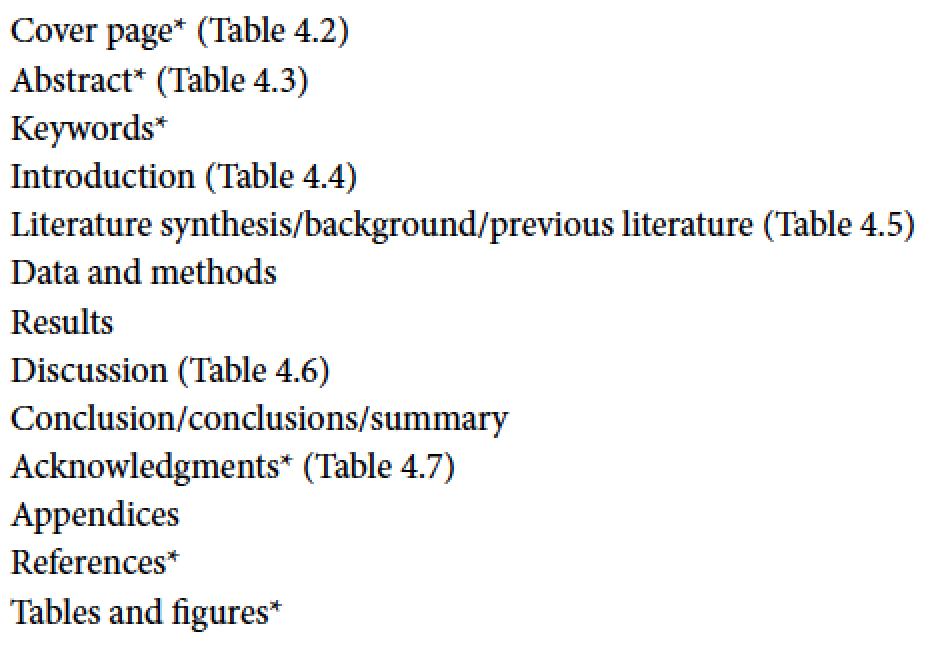 Cover page* (Table 4.2)
Abstract* (Table 4.3)
Keywords*
Introduction (Table 4.4)
Literature synthesis/background/previous literature (Table 4.5)
Data and methods
Results
Discussion (Table 4.6)
Conclusion/conclusions/summary
Acknowledgments* (Table 4.7)
Appendices
References*
Tables and figures*